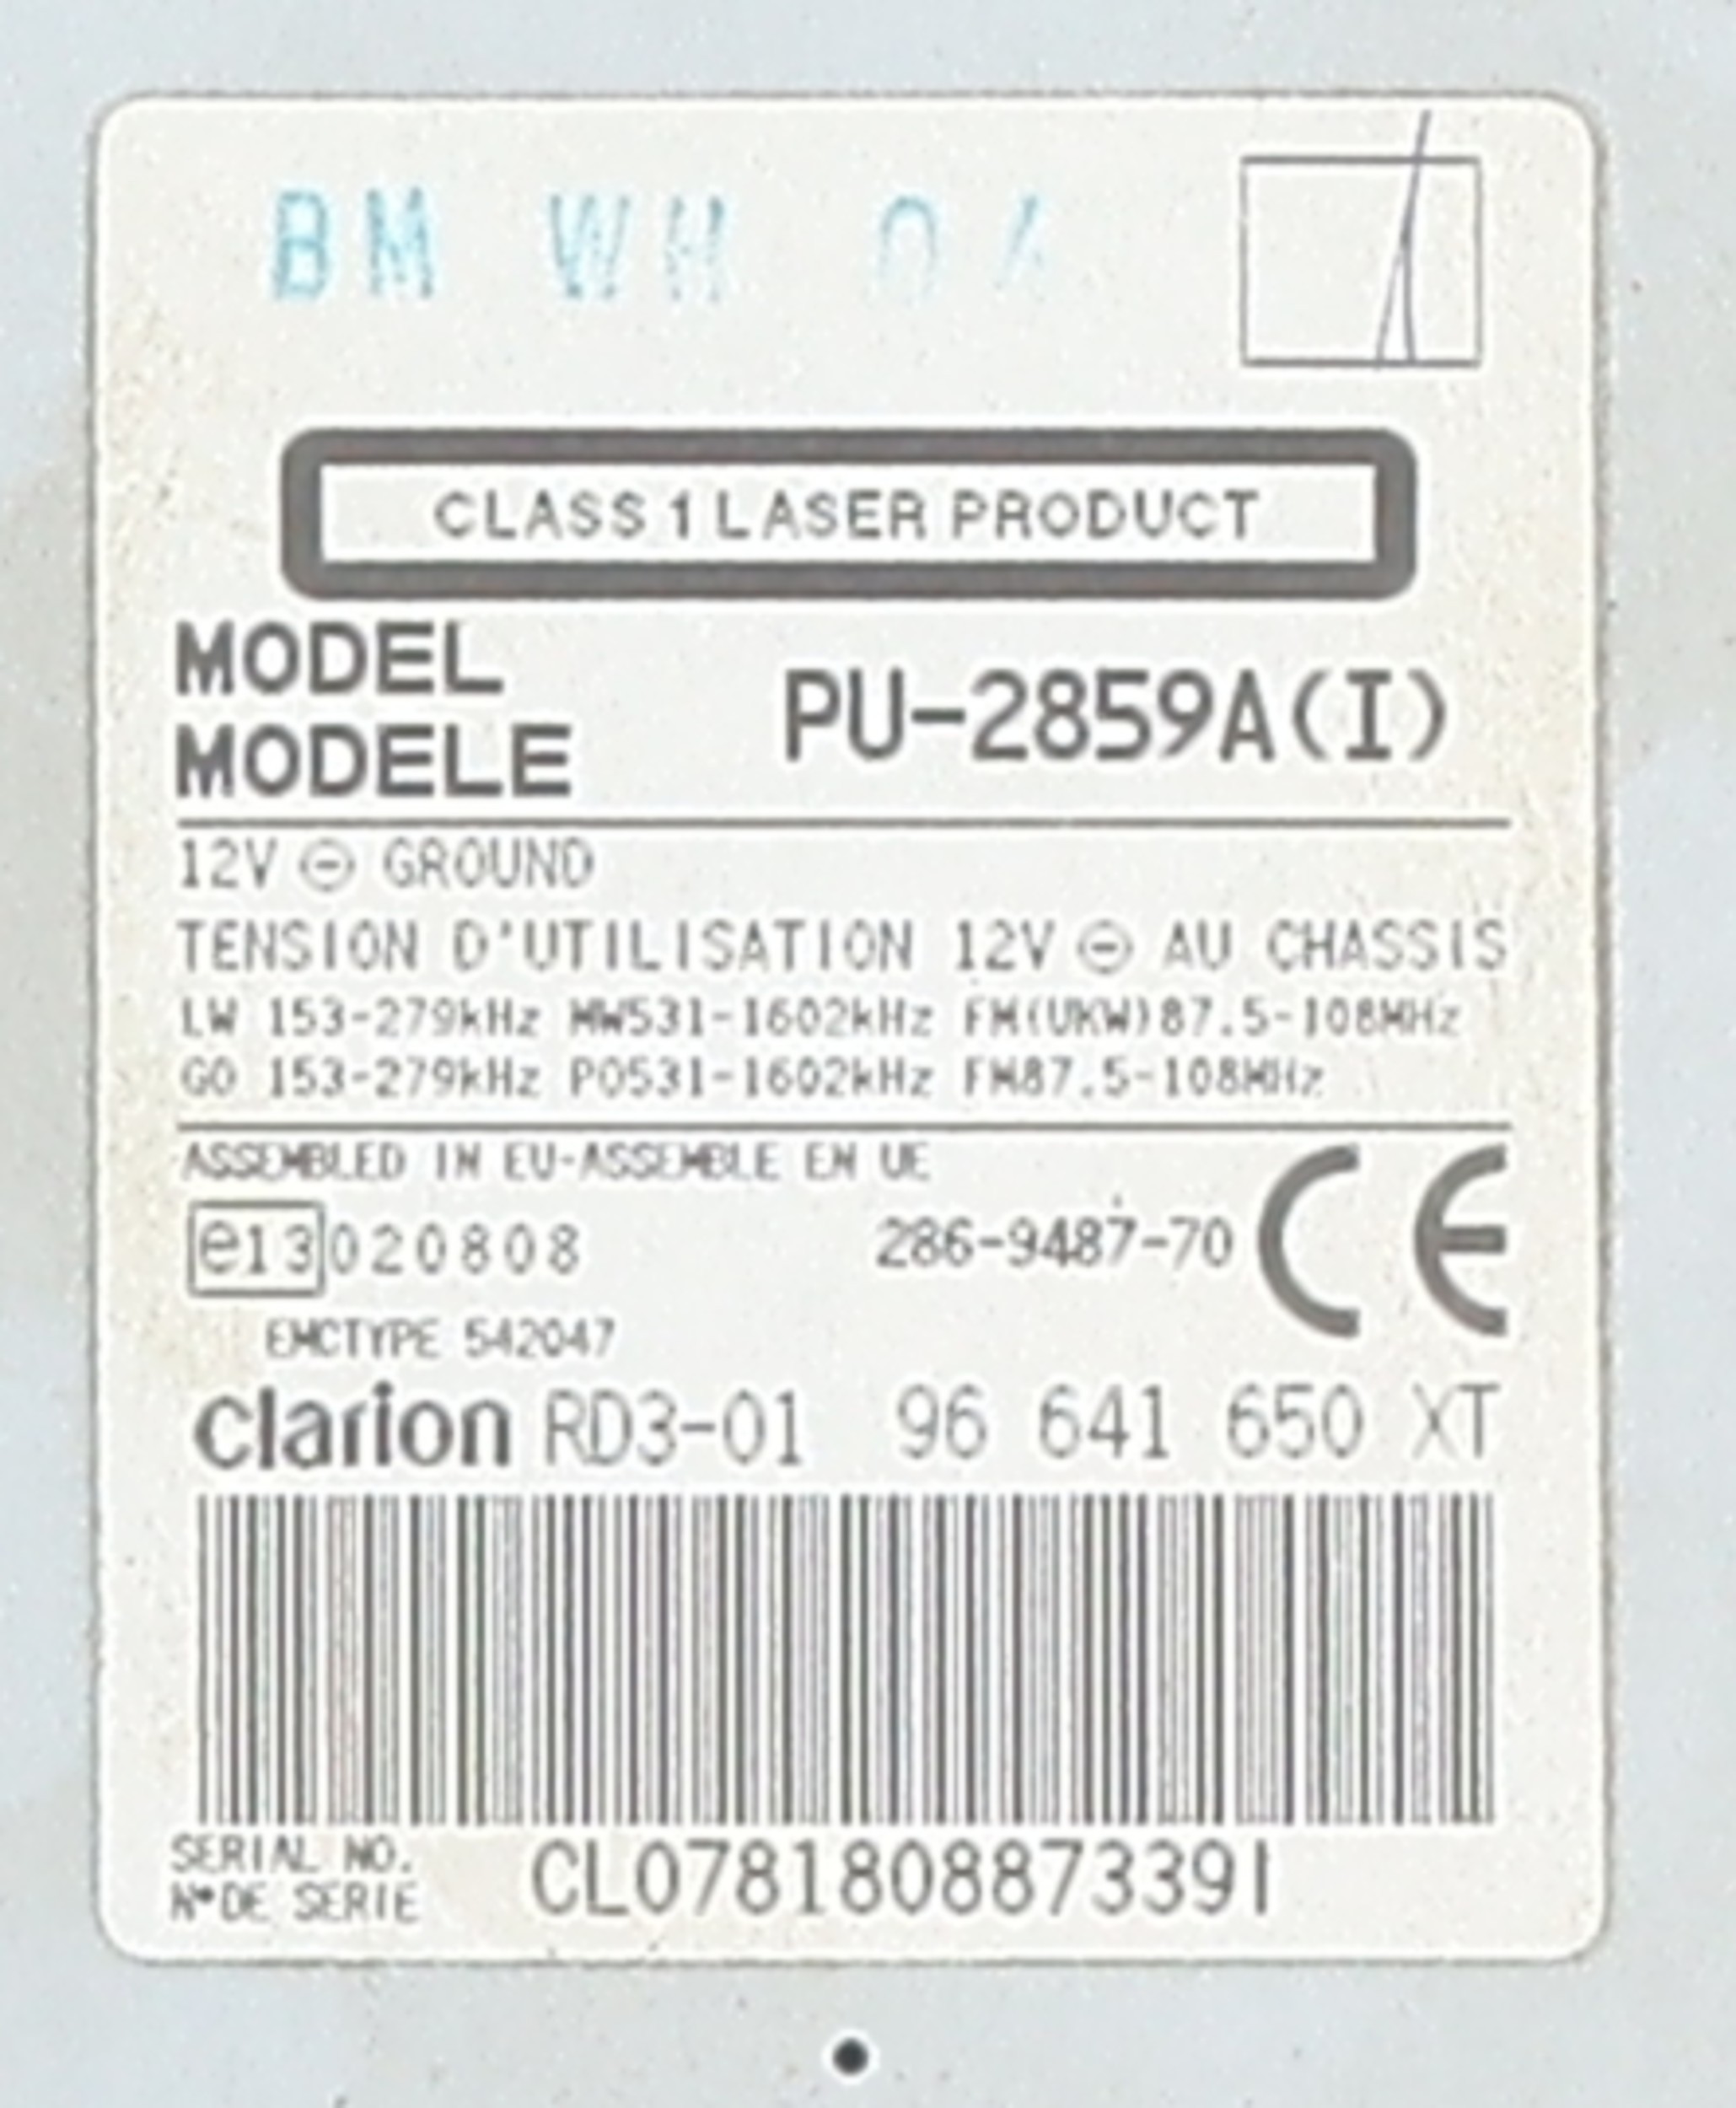 BM WH 04
CLASS 1 LASER PRODUCT
MODEL
MODELE
PU-2859A(I)
12V ⊖ GROUND
TENSION D'UTILISATION 12V ⊖ AU CHASSIS
LW 153-279kHz MW531-1602kHz FM(UKW)87.5-108MHz
GO 153-279kHz PO531-1602kHz FM87.5-108MHz
ASSEMBLED IN EU-ASSEMBLE EN UE
e13 020808
286-9487-70 CE
EMCTYPE 542047
clarion RD3-01 96 641 650 XT
SERIAL NO.
N°DE SERIE
CL0781808873391